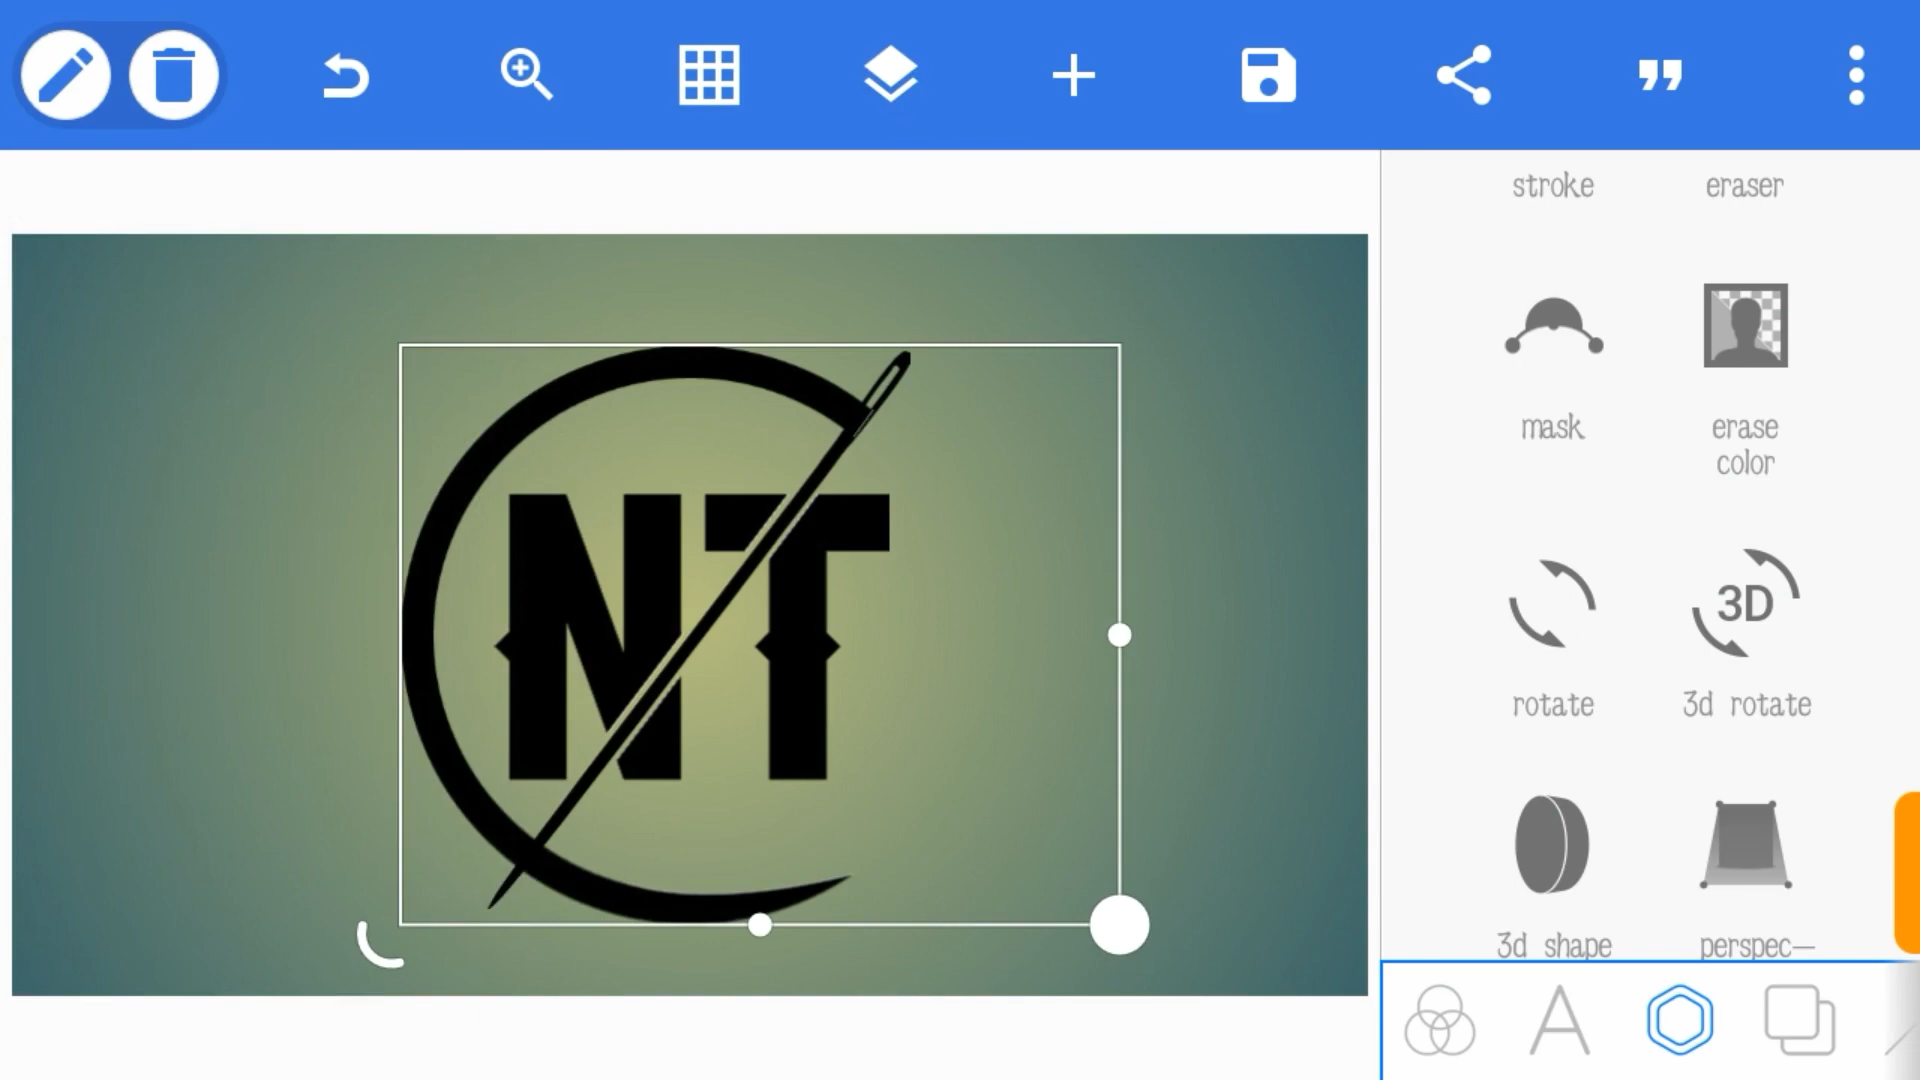 stroke
eraser
mask
erase
color
rotate
3D
3d rotate
3d shape
perspec—
NT